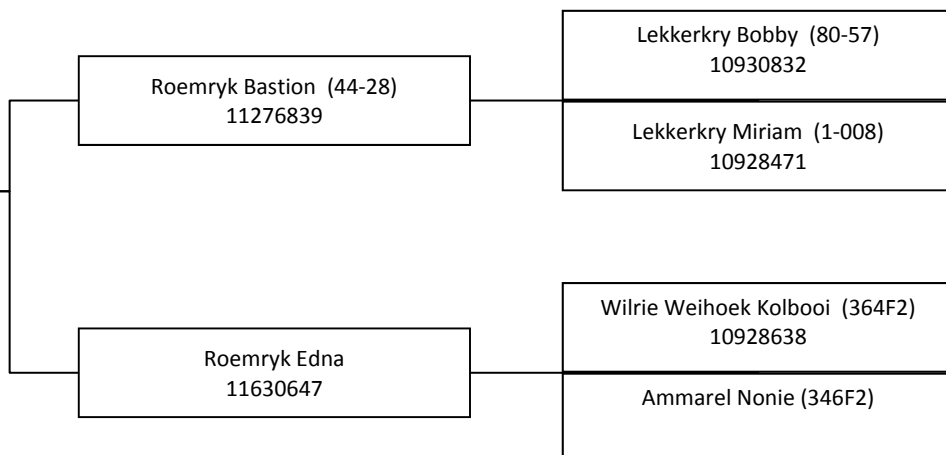 Lekkerkry Bobby (80-57)
10930832
Roemryk Bastion (44-28)
11276839
Lekkerkry Miriam (1-008)
10928471
Wilrie Weihoek Kolbooi (364F2)
10928638
Roemryk Edna
11630647
Ammarel Nonie (346F2)